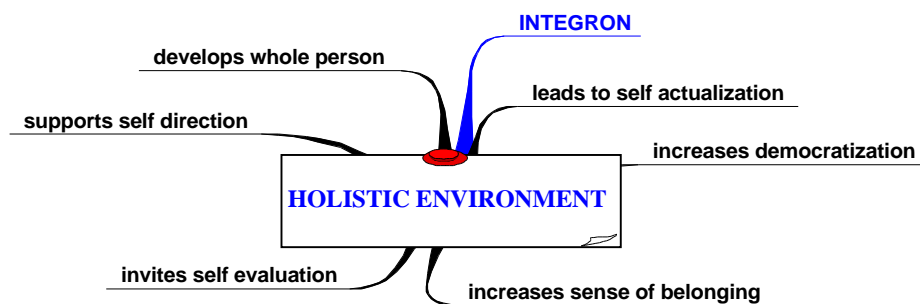 INTEGRON
develops whole person
leads to self actualization
supports self direction
increases democratization
HOLISTIC ENVIRONMENT
invites self evaluation
increases sense of belonging